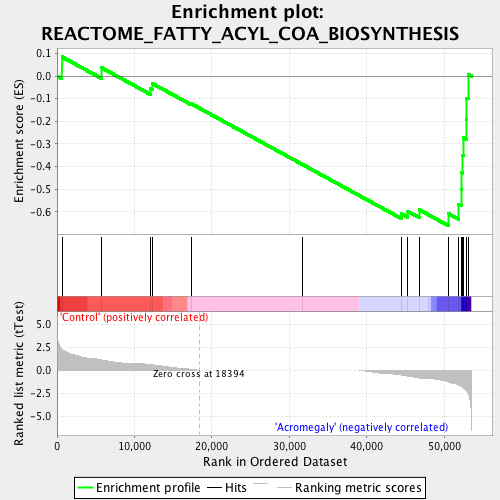 Enrichment plot:
REACTOME_FATTY_ACYL_COA_BIOSYNTHESIS
Enrichment score (ES)
0.1
0.0
-0.1
-0.2
-0.3
-0.4
-0.5
-0.6
'Control' (positively correlated)
Ranked list metric (tTest)
5.0
2.5
0.0
-2.5
-5.0
Zero cross at 18394
'Acromegaly' (negatively correlated)
0
10,000
20,000
30,000
40,000
50,000
Rank in Ordered Dataset
Enrichment profile
Hits
Ranking metric scores